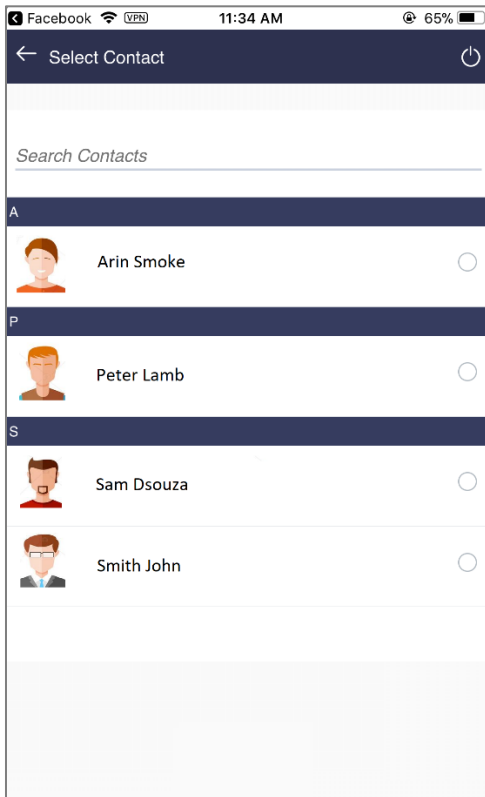 Facebook VPN 11:34 AM 65%
Select Contact
Search Contacts
A
Arin Smoke
P
Peter Lamb
S
Sam Dsouza
Smith John